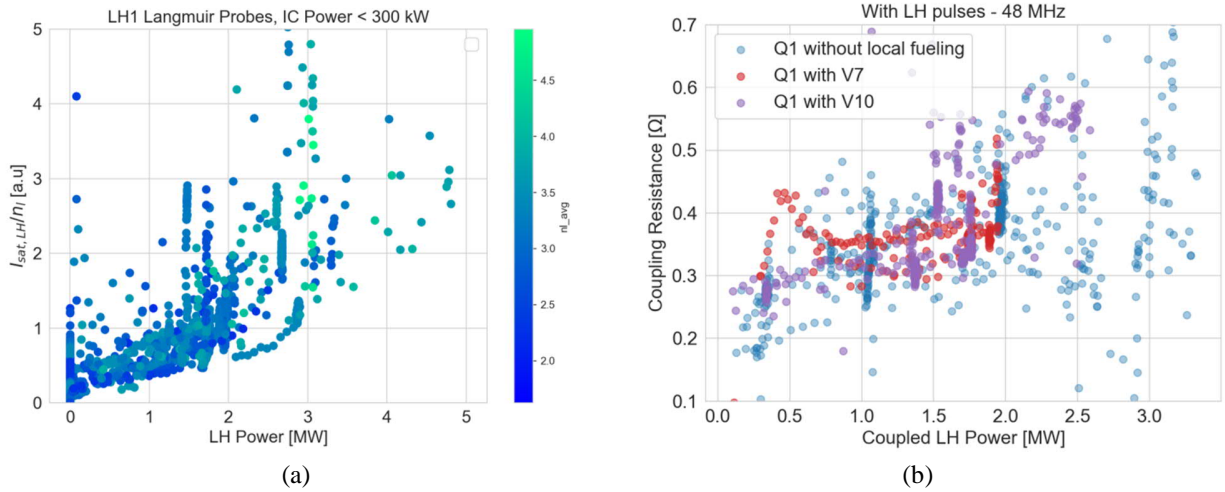 LH1 Langmuir Probes, IC Power < 300 kW
5
4
3
2
1
0
I_sat, LH/n_l [a.u]
0 1 2 3 4 5
LH Power [MW]
4.5
4.0
3.5
3.0
2.5
2.0
nl_avg
(a)
With LH pulses - 48 MHz
Q1 without local fueling
Q1 with V7
Q1 with V10
0.7
0.6
0.5
0.4
0.3
0.2
0.1
Coupling Resistance [Ω]
0.0 0.5 1.0 1.5 2.0 2.5 3.0
Coupled LH Power [MW]
(b)